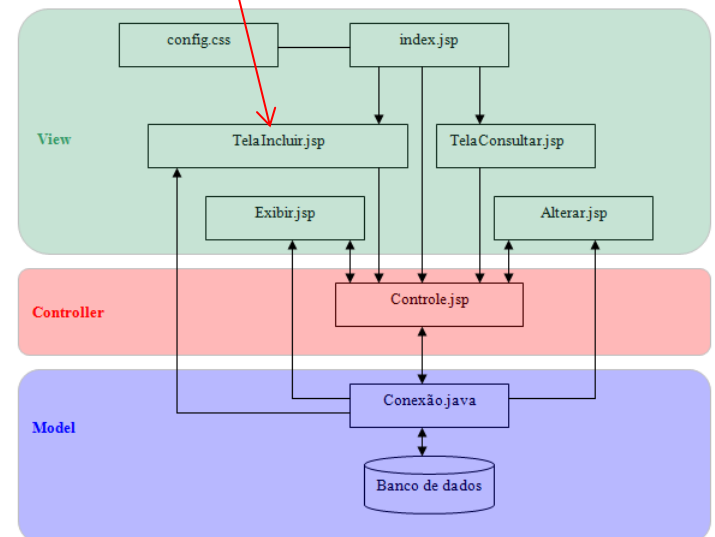 config.css
index.jsp
View
TelaIncluir.jsp
TelaConsultar.jsp
Exibir.jsp
Alterar.jsp
Controller
Controle.jsp
Model
Conexão.java
Banco de dados